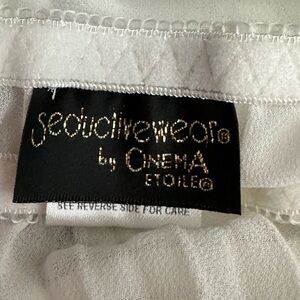 Seductivewear®
by CINEMA
ETOILE®
SEE REVERSE SIDE FOR CARE